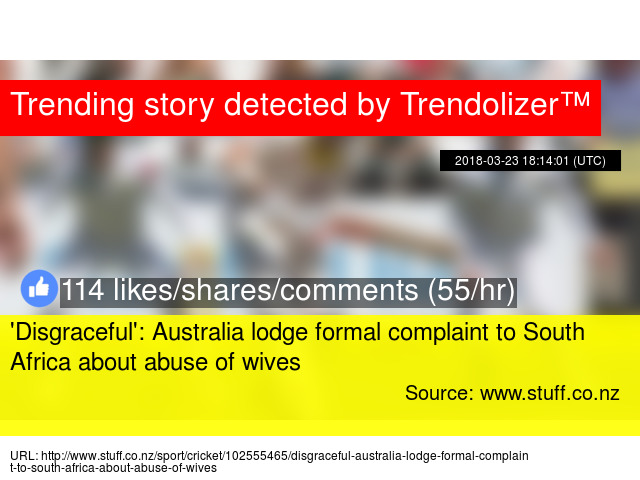 Trending story detected by Trendolizer™
2018-03-23 18:14:01 (UTC)
114 likes/shares/comments (55/hr)
'Disgraceful': Australia lodge formal complaint to South
Africa about abuse of wives
Source: www.stuff.co.nz
URL: http://www.stuff.co.nz/sport/cricket/102555465/disgraceful-australia-lodge-formal-complain
t-to-south-africa-about-abuse-of-wives